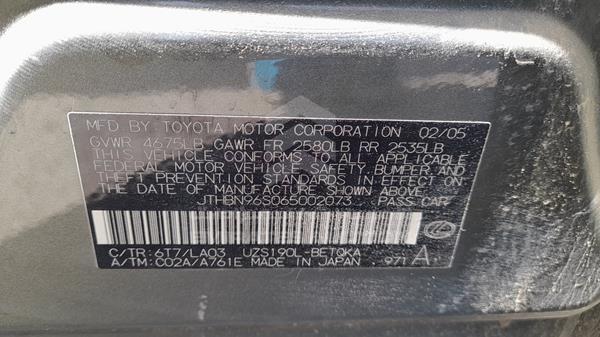 MFD BY TOYOTA MOTOR CORPORATION 02/05
GVWR 4675LB GAWR FR 2580LB RR 2535LB
THIS VEHICLE CONFORMS TO ALL APPLICABLE
FEDERAL MOTOR VEHICLE SAFETY, BUMPER AND
THEFT PREVENTION STANDARDS IN EFFECT ON
THE DATE OF MANUFACTURE SHOWN ABOVE.
JTHBN96S065002073 PASS CAR
C/TR: 6T7/LA03 UZS190L-BETQKA
A/TM: C02A/A761E MADE IN JAPAN 971 A